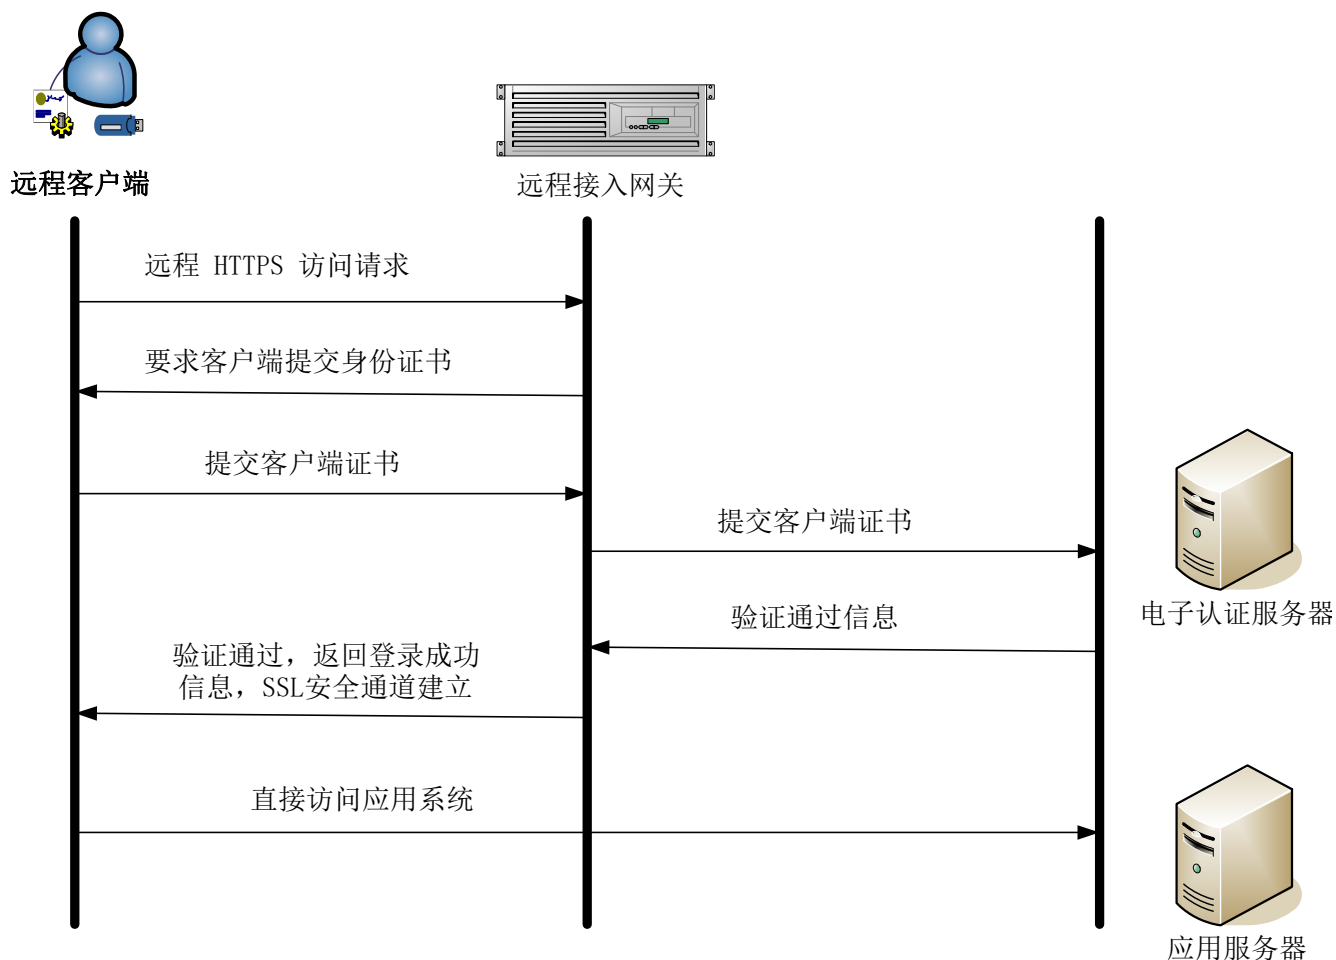 远程客户端
远程接入网关
远程 HTTPS 访问请求
要求客户端提交身份证书
提交客户端证书
提交客户端证书
电子认证服务器
验证通过信息
验证通过，返回登录成功
信息，SSL安全通道建立
直接访问应用系统
应用服务器